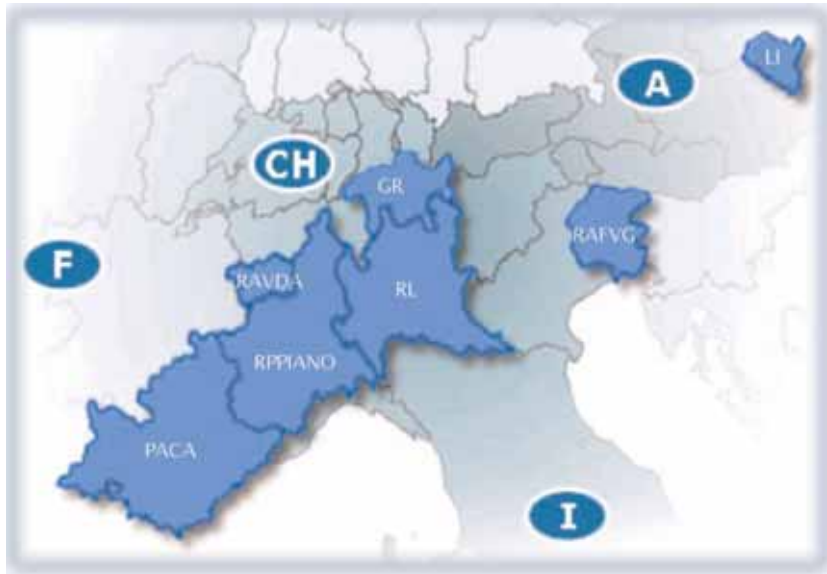 LI
A
CH
GR
RAFVG
F
RAVDA
RL
RPPIANO
PACA
I